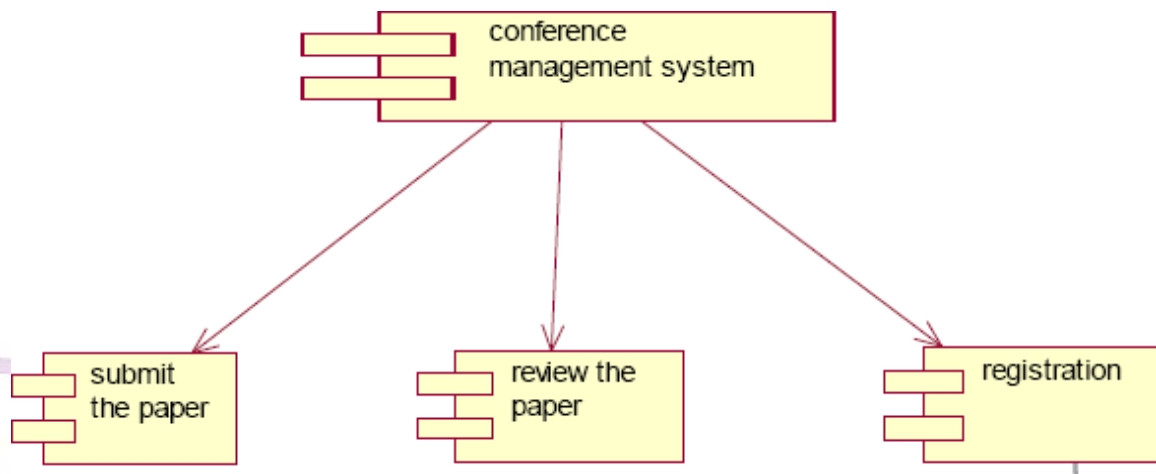 conference
management system
submit
the paper
review the
paper
registration